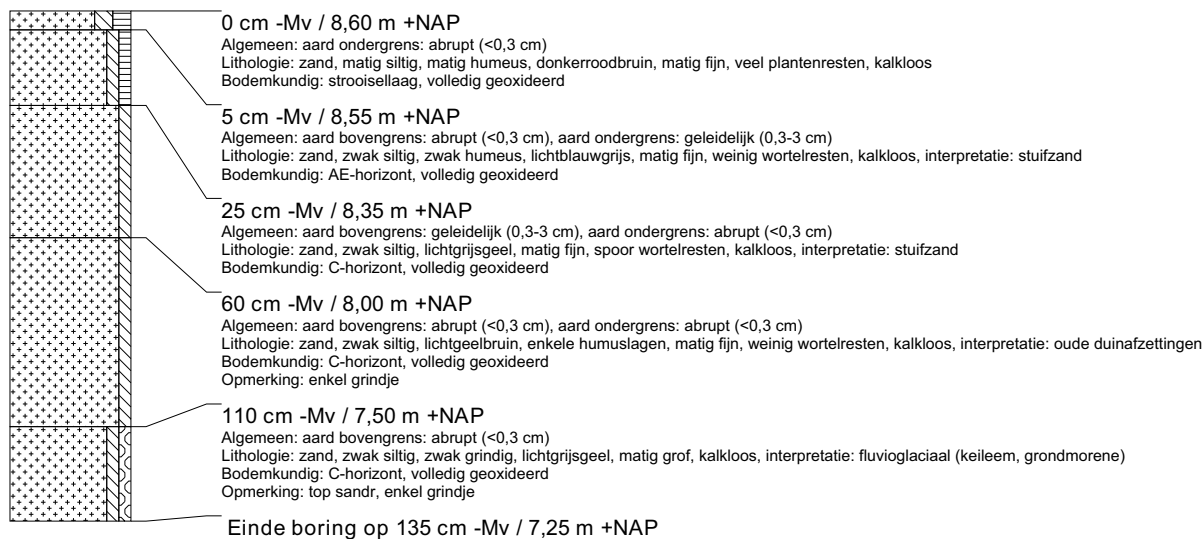 0 cm -Mv / 8,60 m +NAP
Algemeen: aard ondergrens: abrupt (<0,3 cm)
Lithologie: zand, matig siltig, matig humeus, donkerroodbruin, matig fijn, veel plantenresten, kalkloos
Bodemkundig: strooisellaag, volledig geoxideerd
5 cm -Mv / 8,55 m +NAP
Algemeen: aard bovengrens: abrupt (<0,3 cm), aard ondergrens: geleidelijk (0,3-3 cm)
Lithologie: zand, zwak siltig, zwak humeus, lichtblauwgrijs, matig fijn, weinig wortelresten, kalkloos, interpretatie: stuifzand
Bodemkundig: AE-horizont, volledig geoxideerd
25 cm -Mv / 8,35 m +NAP
Algemeen: aard bovengrens: geleidelijk (0,3-3 cm), aard ondergrens: abrupt (<0,3 cm)
Lithologie: zand, zwak siltig, lichtgrijsgeel, matig fijn, spoor wortelresten, kalkloos, interpretatie: stuifzand
Bodemkundig: C-horizont, volledig geoxideerd
60 cm -Mv / 8,00 m +NAP
Algemeen: aard bovengrens: abrupt (<0,3 cm), aard ondergrens: abrupt (<0,3 cm)
Lithologie: zand, zwak siltig, lichtgeelbruin, enkele humuslagen, matig fijn, weinig wortelresten, kalkloos, interpretatie: oude duinafzettingen
Bodemkundig: C-horizont, volledig geoxideerd
Opmerking: enkel grindje
110 cm -Mv / 7,50 m +NAP
Algemeen: aard bovengrens: abrupt (<0,3 cm)
Lithologie: zand, zwak siltig, zwak grindig, lichtgrijsgeel, matig grof, kalkloos, interpretatie: fluvioglaciaal (keileem, grondmorene)
Bodemkundig: C-horizont, volledig geoxideerd
Opmerking: top sandr, enkel grindje
Einde boring op 135 cm -Mv / 7,25 m +NAP